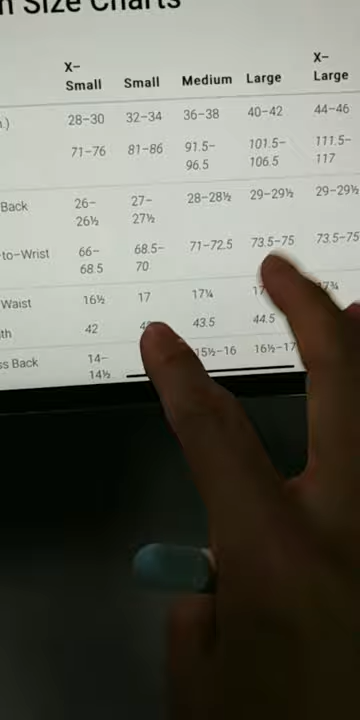 Size Charts
X- Small Small Medium Large X- Large
28–30 32–34 36–38 40–42 44–46
71–76 81–86 91.5– 96.5 101.5– 106.5 111.5– 117
Back 26– 26½ 27– 27½ 28–28½ 29–29½ 29–29½
to-Wrist 66– 68.5 68.5– 70 71–72.5 73.5–75 73.5–75
Waist 16½ 17 17¼ 17¾
42 43.5 44.5
Back 14– 14½ 15½–16 16½–17